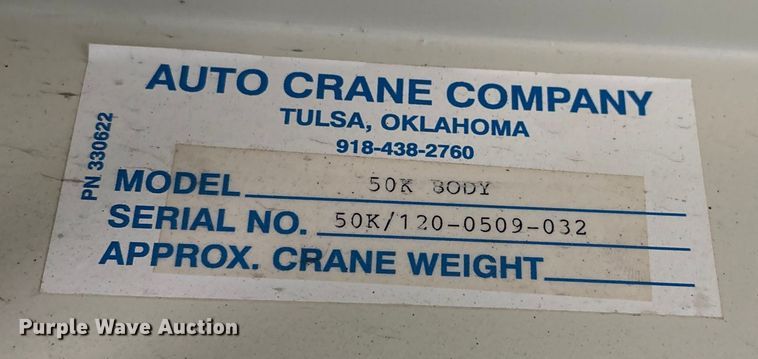 AUTO CRANE COMPANY
TULSA, OKLAHOMA
918-438-2760
PN 330622
MODEL 50K BODY
SERIAL NO. 50K/120-0509-032
APPROX. CRANE WEIGHT
Purple Wave Auction